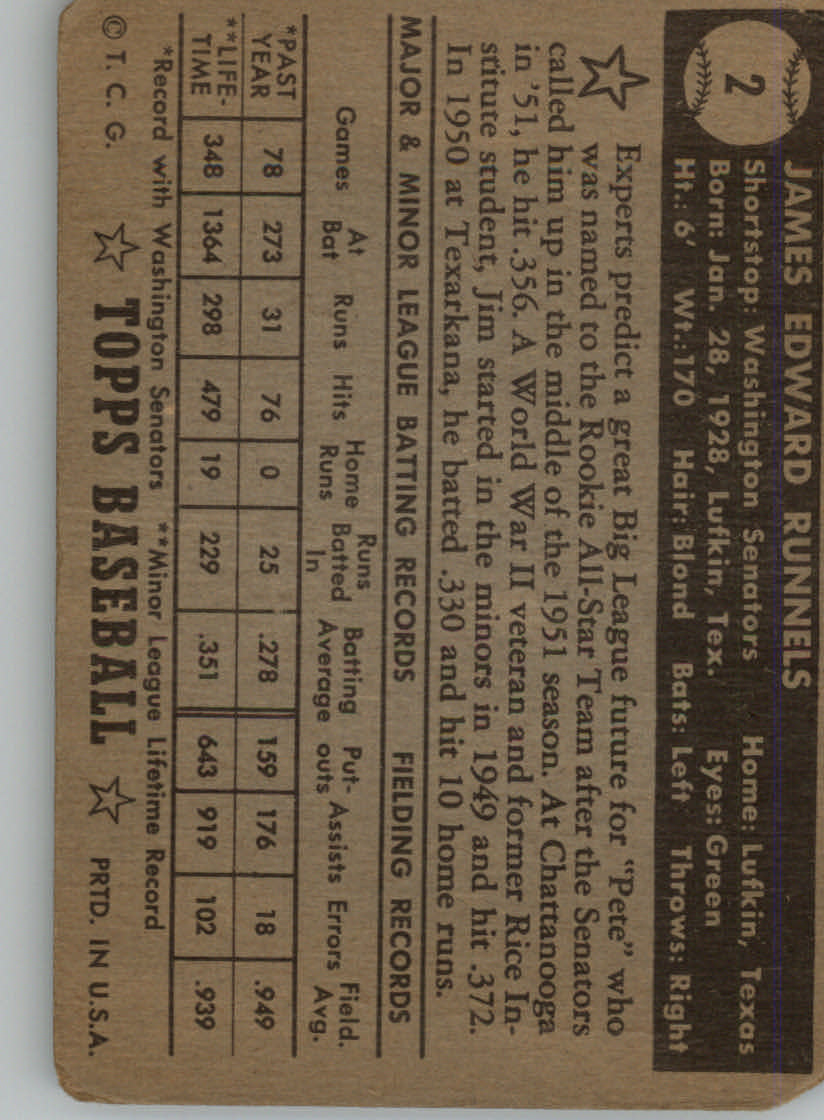 2
JAMES EDWARD RUNNELS
Shortstop: Washington Senators Home: Lufkin, Texas
Born: Jan. 28, 1928, Lufkin, Tex. Eyes: Green
Ht.: 6' Wt.: 170 Hair: Blond Bats: Left Throws: Right
Experts predict a great Big League future for "Pete" who
was named to the Rookie All-Star Team after the Senators
called him up in the middle of the 1951 season. At Chattanooga
in '51, he hit .356. A World War II veteran and former Rice In-
stitute student, Jim started in the minors in 1949 and hit .372.
In 1950 at Texarkana, he batted .330 and hit 10 home runs.
MAJOR & MINOR LEAGUE BATTING RECORDS FIELDING RECORDS
Games At Bat Runs Hits Home Runs Runs Batted In Batting Average Put-outs Assists Errors Field. Avg.
*PAST YEAR 78 273 31 76 0 25 .278 159 176 18 .949
**LIFE-TIME 348 1364 298 479 19 229 .351 643 919 102 .939
*Record with Washington Senators **Minor League Lifetime Record
© T. C. G. TOPPS BASEBALL PRTD. IN U.S.A.